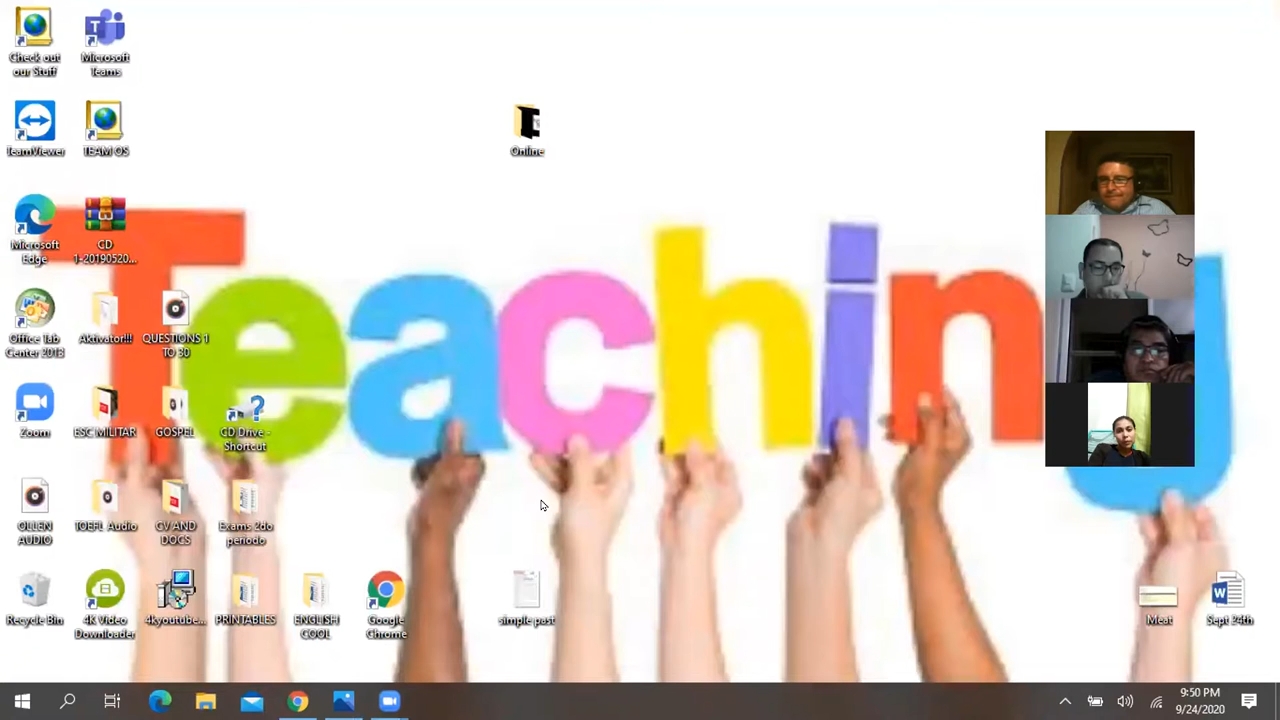 Check out
our Stuff
Microsoft
Teams
TeamViewer
TEAM OS
Online
Microsoft
Edge
CD
1-20190520...
Office Tab
Center 2013
Aktivator!!!
QUESTIONS 1
TO 30
Zoom
ESC MILITAR
GOSPEL
CD Drive -
Shortcut
OLLEN
AUDIO
TOEFL Audio
CV AND
DOCS
Exams 2do
periodo
Recycle Bin
4K Video
Downloader
4kyoutube...
PRINTABLES
ENGLISH
COOL
Google
Chrome
simple past
Meat
Sept 24th
Teaching
9:50 PM
9/24/2020